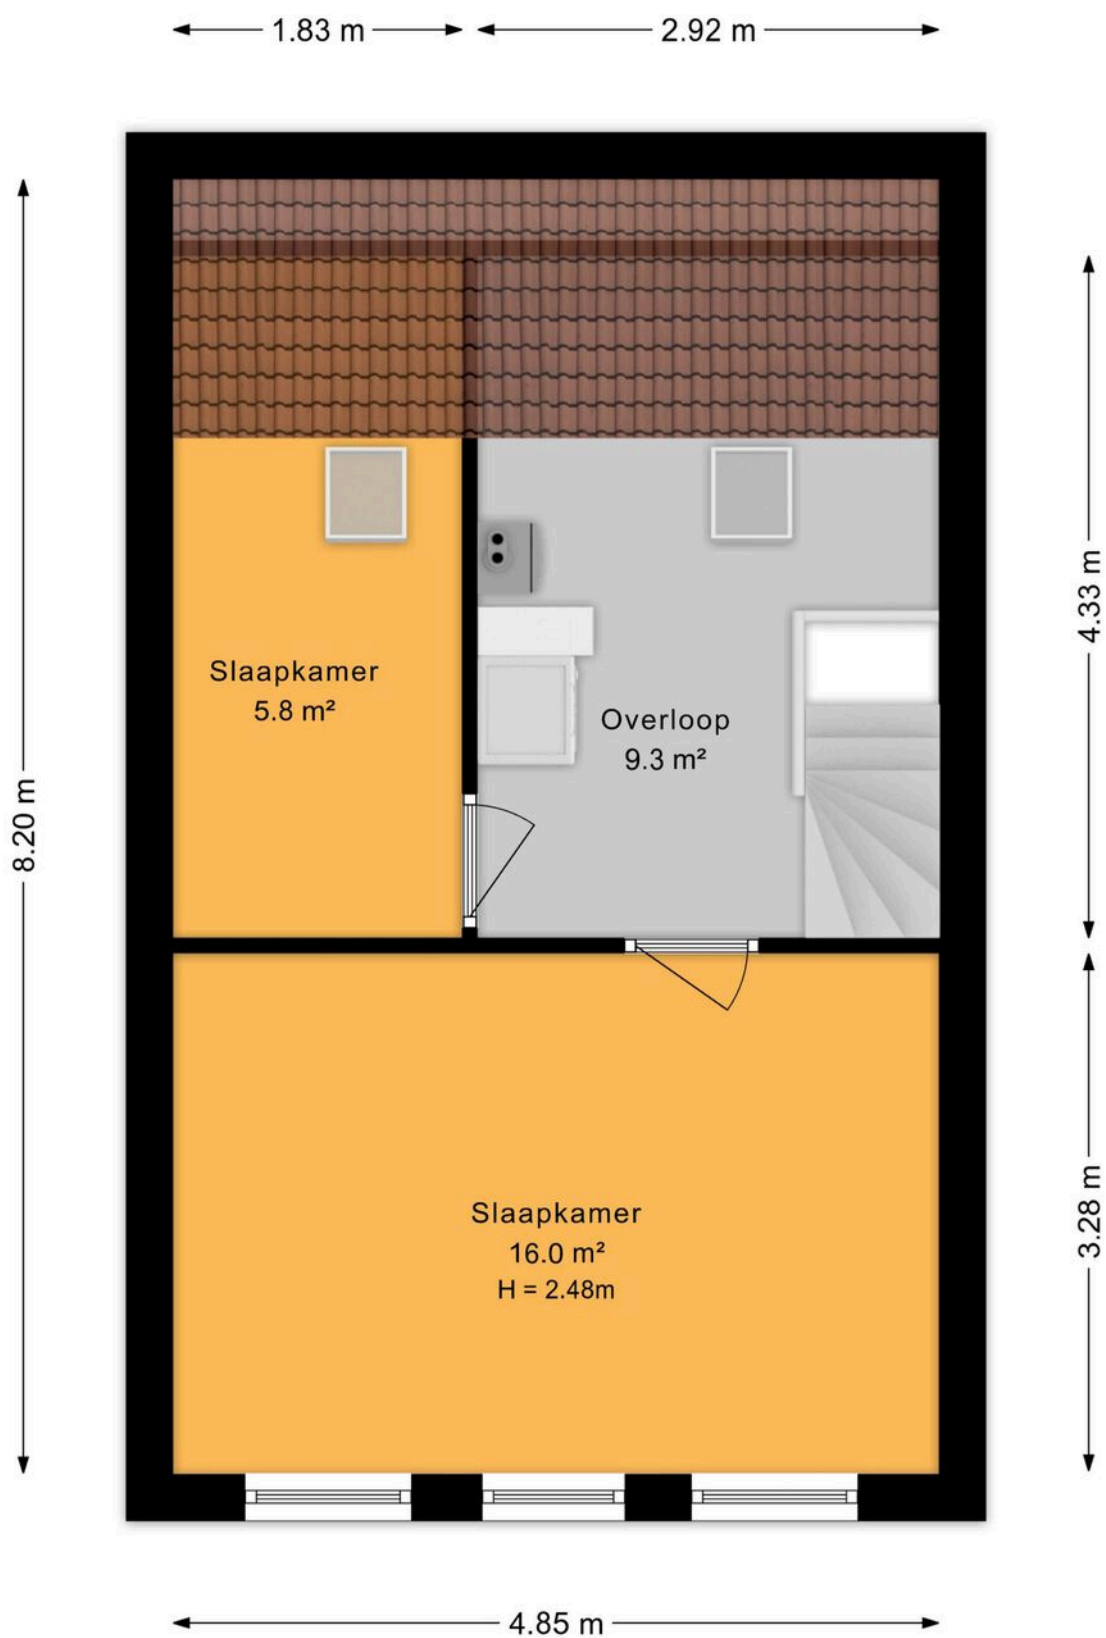 1.83 m
2.92 m
8.20 m
4.33 m
Slaapkamer
5.8 m²
Overloop
9.3 m²
Slaapkamer
16.0 m²
H = 2.48m
3.28 m
4.85 m